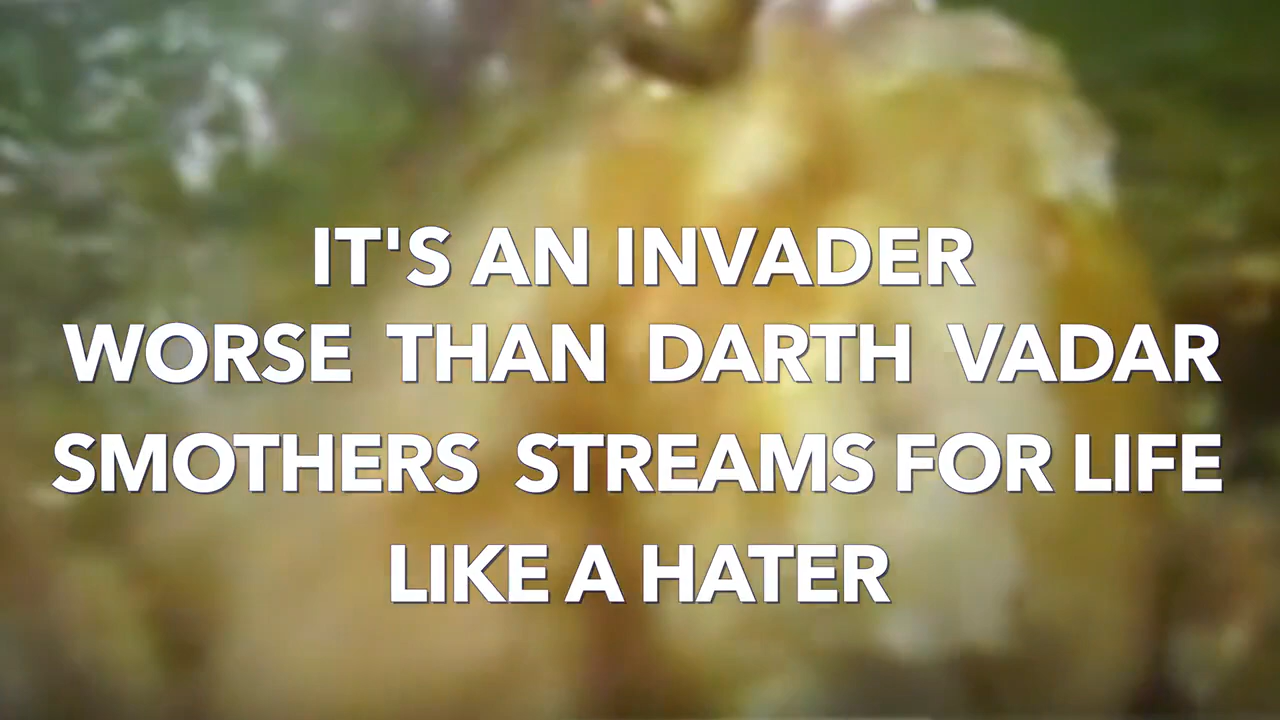 IT'S AN INVADER
WORSE THAN DARTH VADAR
SMOTHERS STREAMS FOR LIFE
LIKE A HATER